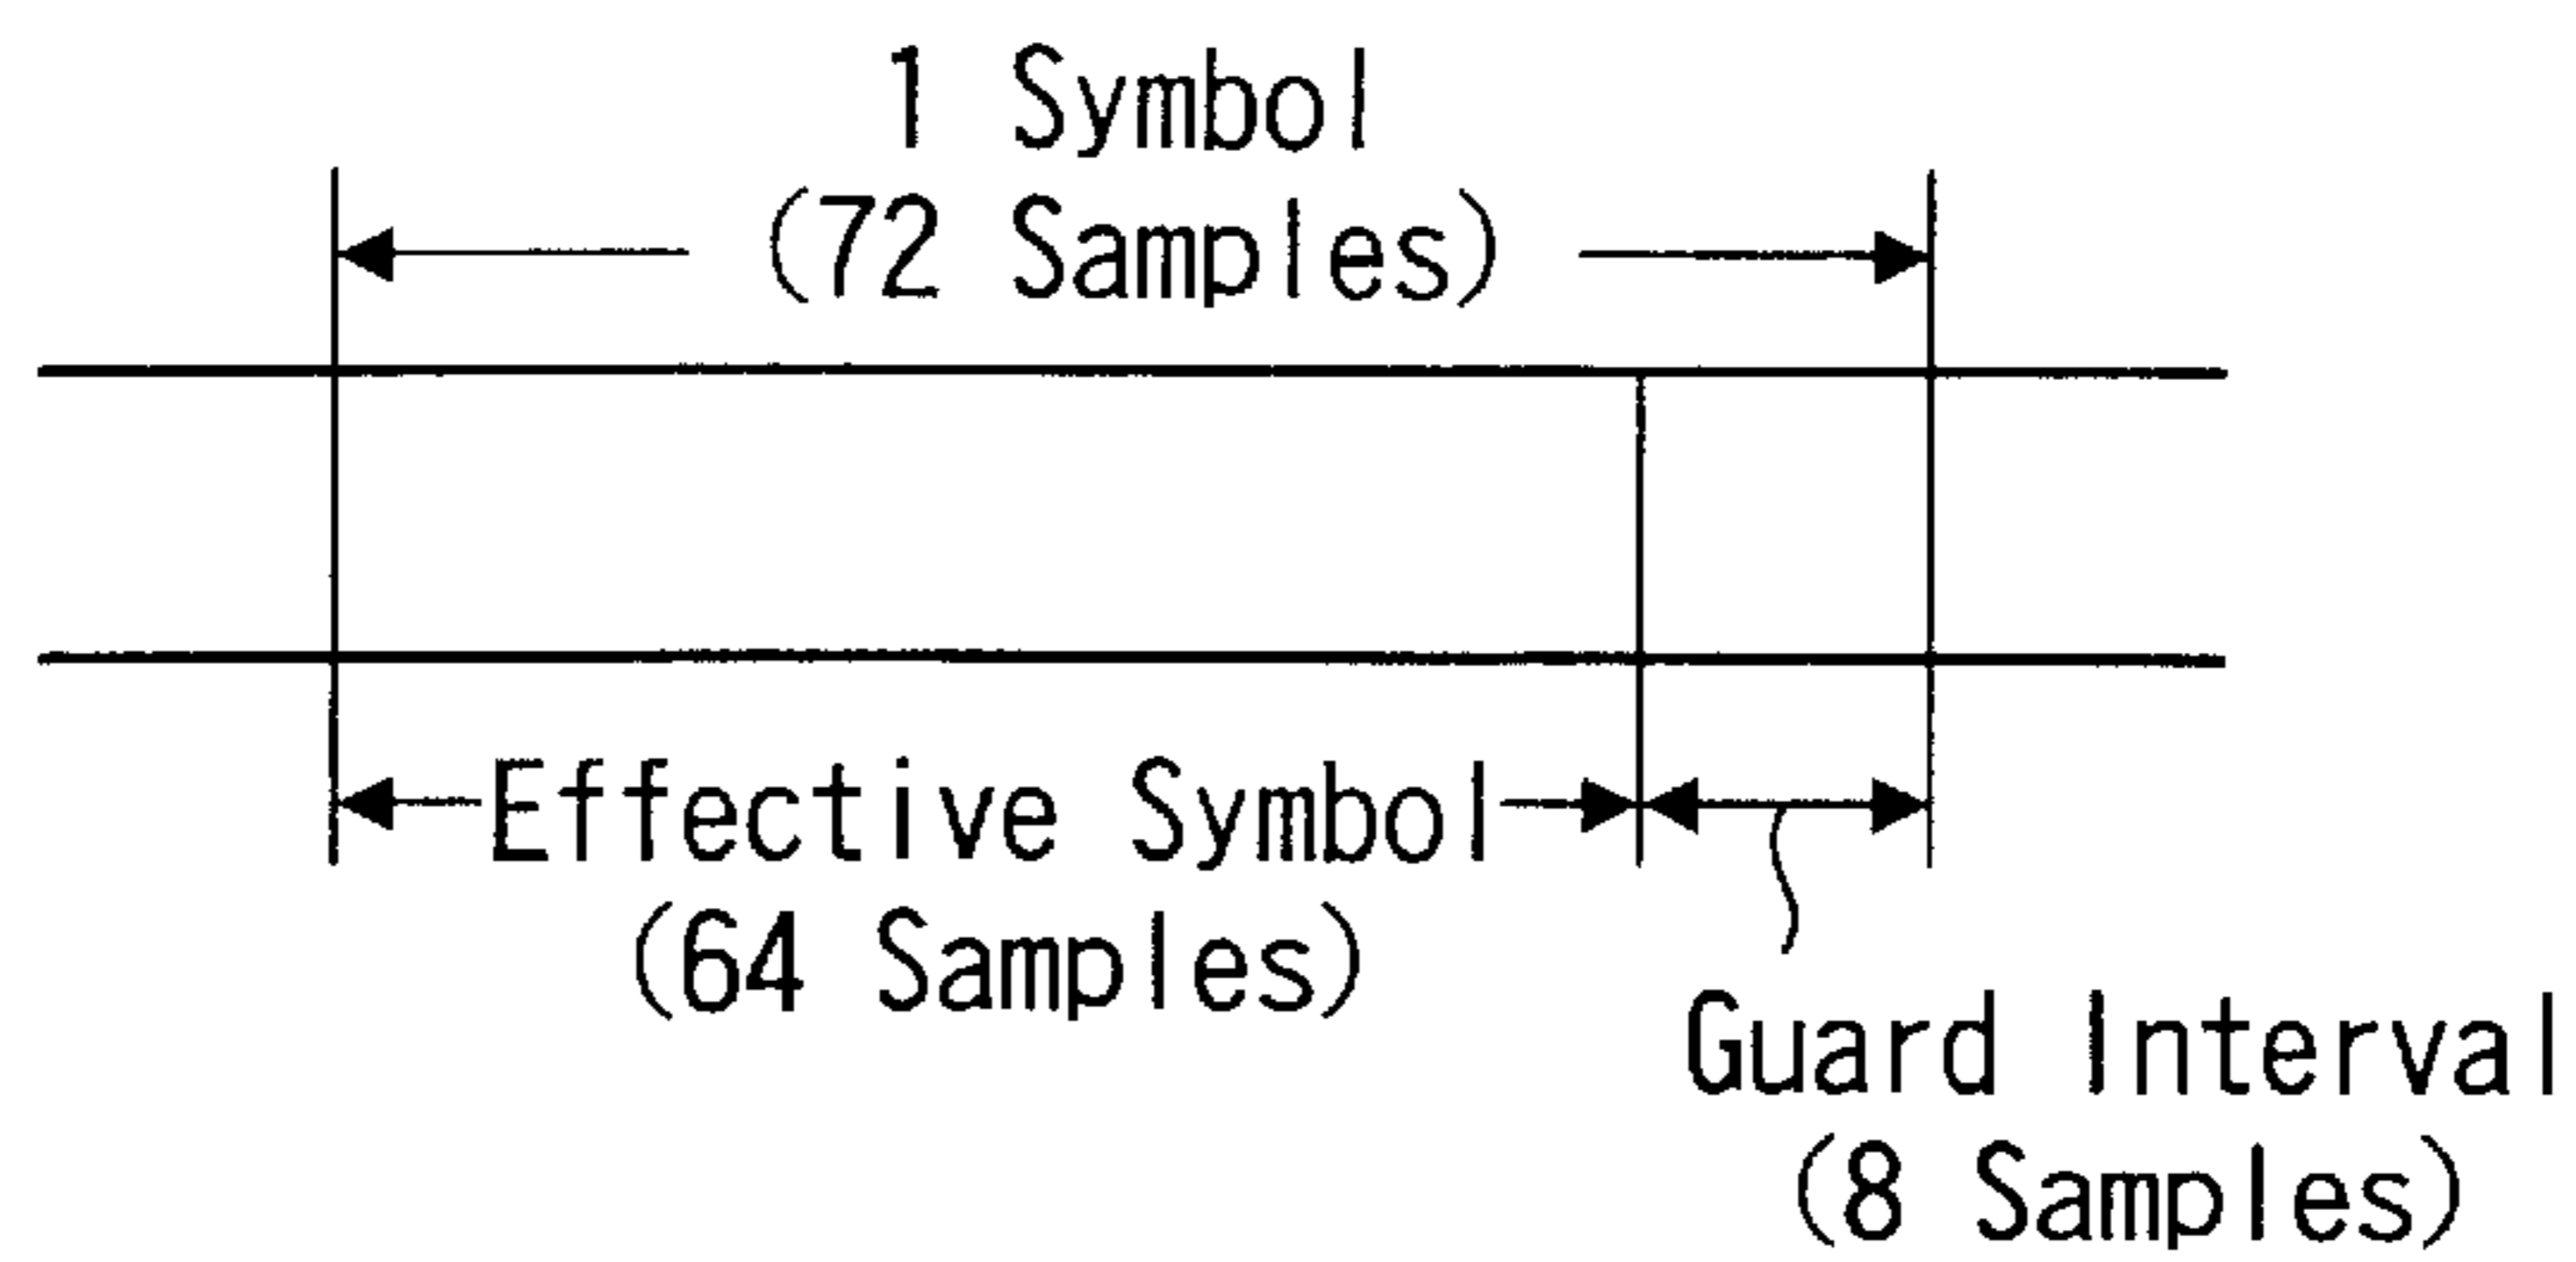 1 Symbol
(72 Samples)
Effective Symbol
(64 Samples)
Guard Interval
(8 Samples)